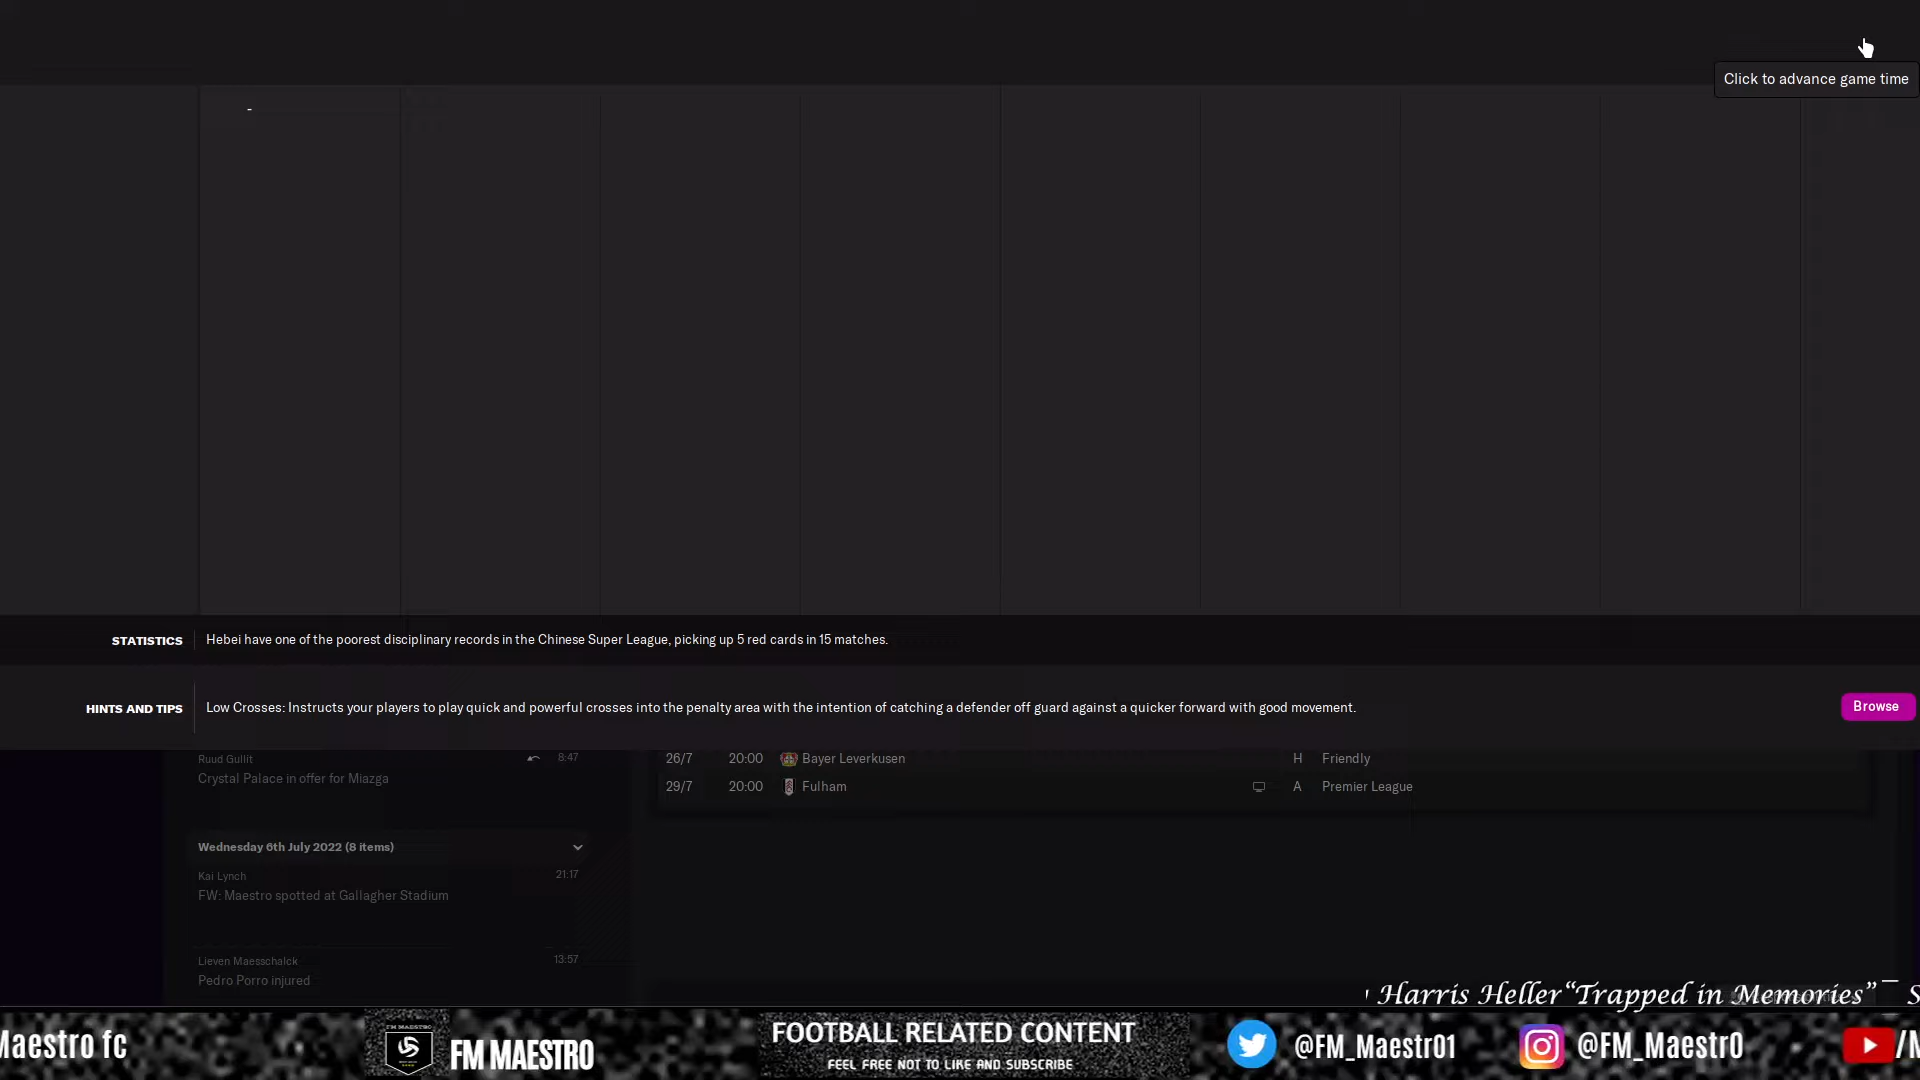 Click to advance game time
-
STATISTICS
Hebei have one of the poorest disciplinary records in the Chinese Super League, picking up 5 red cards in 15 matches.
HINTS AND TIPS
Low Crosses: Instructs your players to play quick and powerful crosses into the penalty area with the intention of catching a defender off guard against a quicker forward with good movement.
Browse
Ruud Gullit 8:47
Crystal Palace in offer for Miazga
26/7 20:00 Bayer Leverkusen H Friendly
29/7 20:00 Fulham A Premier League
Wednesday 6th July 2022 (8 items)
Kai Lynch 21:17
FW: Maestro spotted at Gallagher Stadium
Lieven Maesschalck 13:57
Pedro Porro injured
Harris Heller “Trapped in Memories” – S
Maestro fc
FM MAESTRO
FM MAESTRO
FOOTBALL RELATED CONTENT
FEEL FREE NOT TO LIKE AND SUBSCRIBE
@FM_Maestr01
@FM_Maestr0
/M